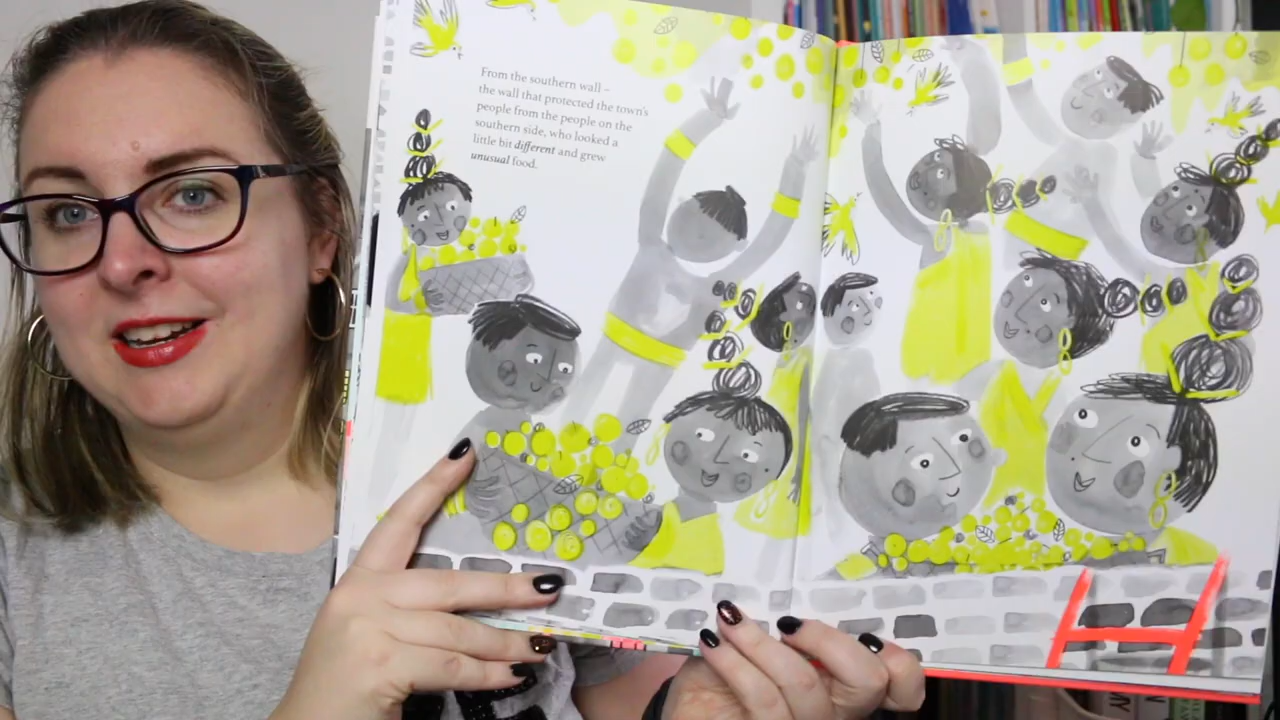 From the southern wall –
the wall that protected the town's
people from the people on the
southern side, who looked a
little bit different and grew
unusual food.